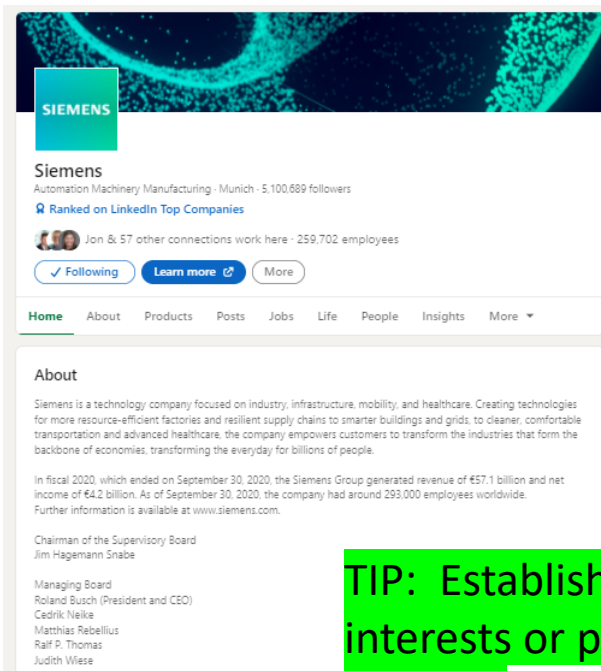 SIEMENS
Siemens
Automation Machinery Manufacturing · Munich · 5,100,689 followers
Ranked on LinkedIn Top Companies
Jon & 57 other connections work here · 259,702 employees
✓ Following Learn more More
Home About Products Posts Jobs Life People Insights More
About
Siemens is a technology company focused on industry, infrastructure, mobility, and healthcare. Creating technologies
for more resource-efficient factories and resilient supply chains to smarter buildings and grids, to cleaner, comfortable
transportation and advanced healthcare, the company empowers customers to transform the industries that form the
backbone of economies, transforming the everyday for billions of people.
In fiscal 2020, which ended on September 30, 2020, the Siemens Group generated revenue of €57.1 billion and net
income of €4.2 billion. As of September 30, 2020, the company had around 293,000 employees worldwide.
Further information is available at www.siemens.com.
Chairman of the Supervisory Board
Jim Hagemann Snabe
Managing Board
Roland Busch (President and CEO)
Cedrik Neike
Matthias Rebellius
Ralf P. Thomas
Judith Wiese
TIP: Establish
interests or p